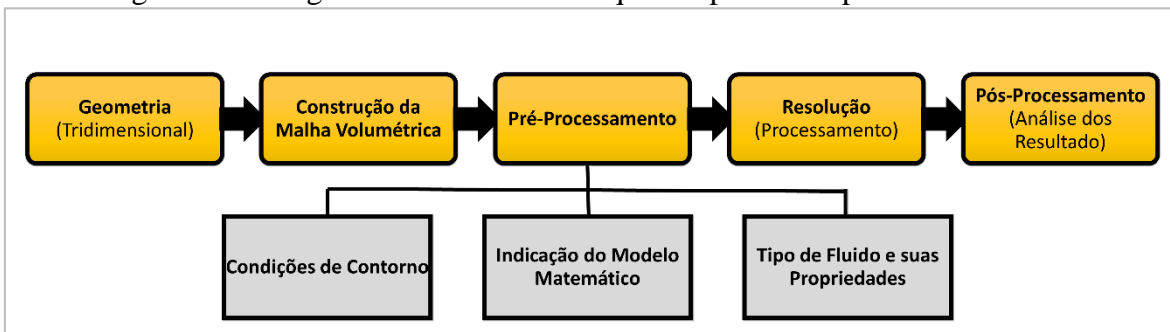 Geometria
(Tridimensional)
Construção da
Malha Volumétrica
Pré-Processamento
Resolução
(Processamento)
Pós-Processamento
(Análise dos
Resultado)
Condições de Contorno
Indicação do Modelo
Matemático
Tipo de Fluido e suas
Propriedades